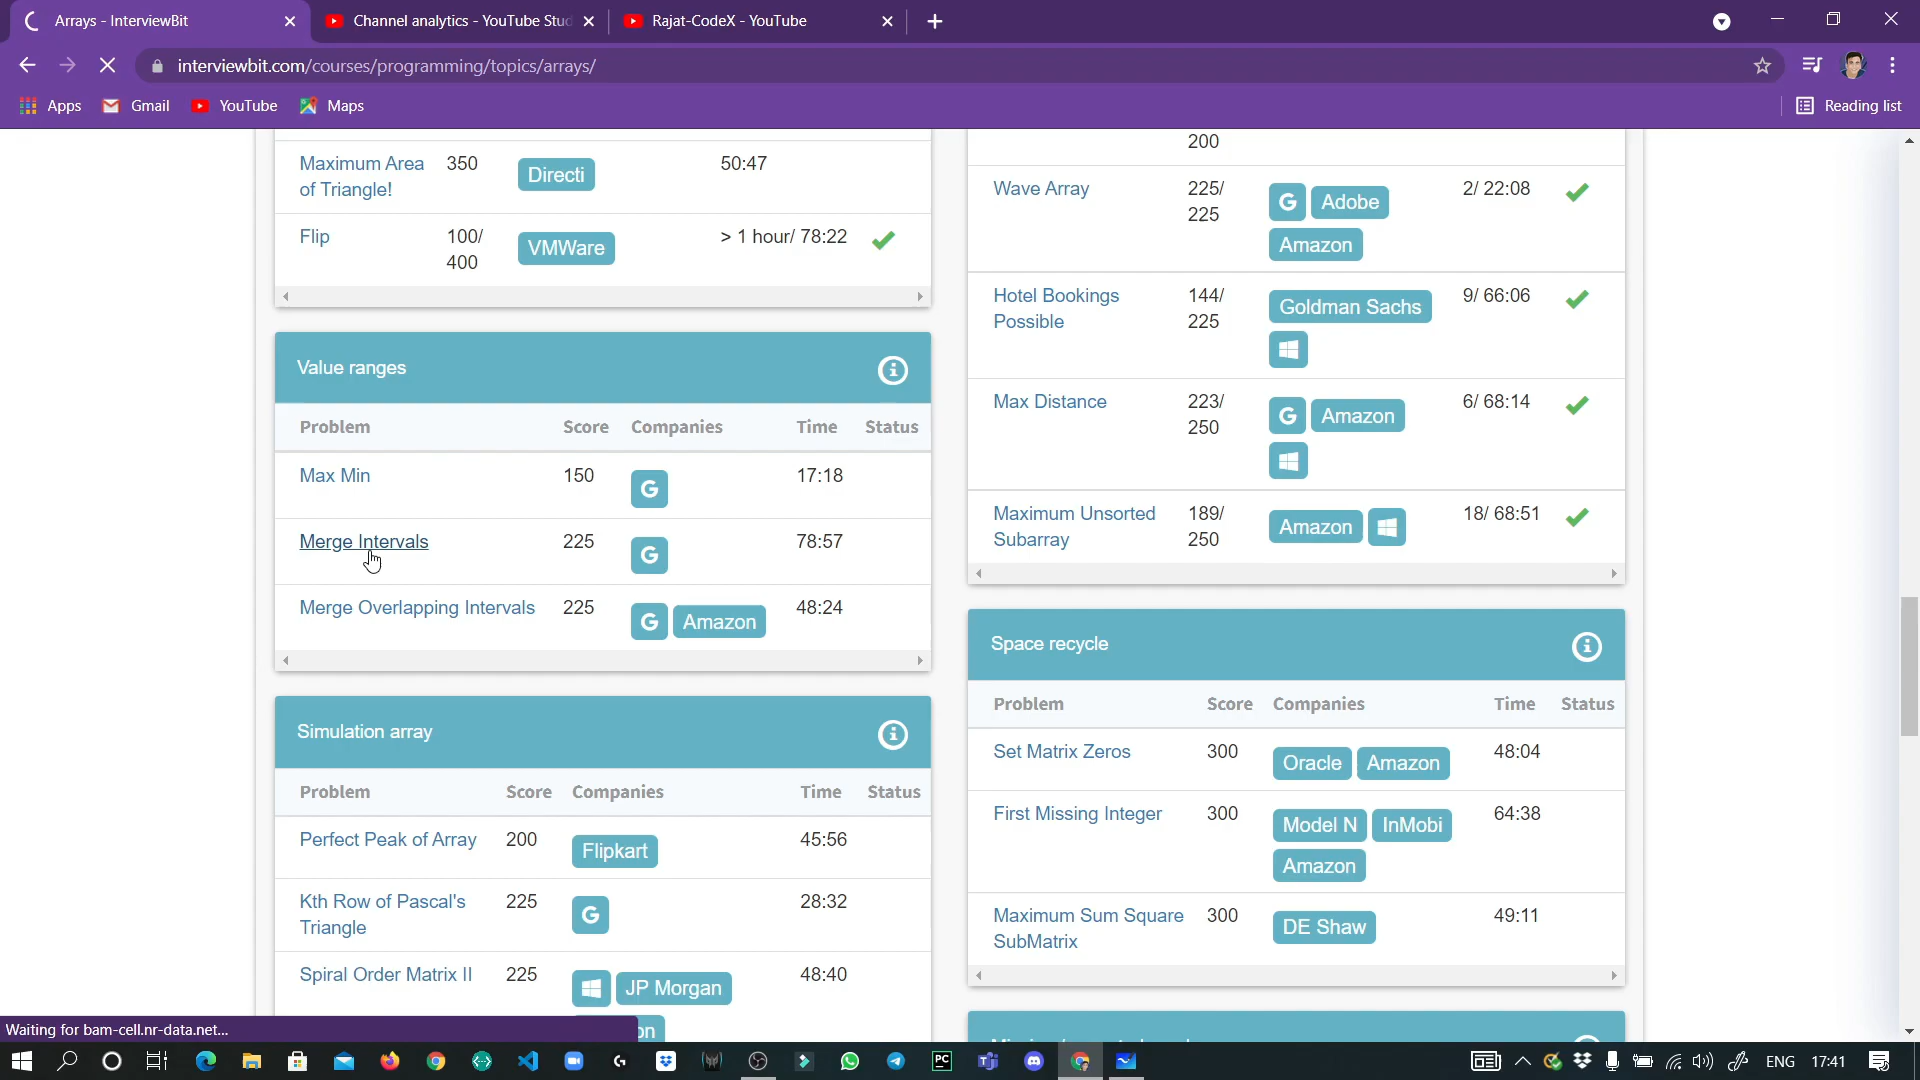 Arrays - InterviewBit
Channel analytics - YouTube Stud
Rajat-CodeX - YouTube
interviewbit.com/courses/programming/topics/arrays/
Apps
Gmail
YouTube
Maps
Reading list
Maximum Area of Triangle!
350
Directi
50:47
Flip
100/
400
VMWare
> 1 hour/ 78:22
Value ranges
Problem Score Companies Time Status
Max Min 150 G 17:18
Merge Intervals 225 G 78:57
Merge Overlapping Intervals 225 G Amazon 48:24
Simulation array
Problem Score Companies Time Status
Perfect Peak of Array 200 Flipkart 45:56
Kth Row of Pascal's
Triangle
225 G 28:32
Spiral Order Matrix II 225 JP Morgan 48:40
on
200
Wave Array
225/
225
G Adobe
Amazon
2/ 22:08
Hotel Bookings
Possible
144/
225
Goldman Sachs
9/ 66:06
Max Distance
223/
250
G Amazon
6/ 68:14
Maximum Unsorted
Subarray
189/
250
Amazon
18/ 68:51
Space recycle
Problem Score Companies Time Status
Set Matrix Zeros 300 Oracle Amazon 48:04
First Missing Integer 300 Model N InMobi
Amazon
64:38
Maximum Sum Square
SubMatrix
300 DE Shaw 49:11
Waiting for bam-cell.nr-data.net...
PC
ENG
17:41